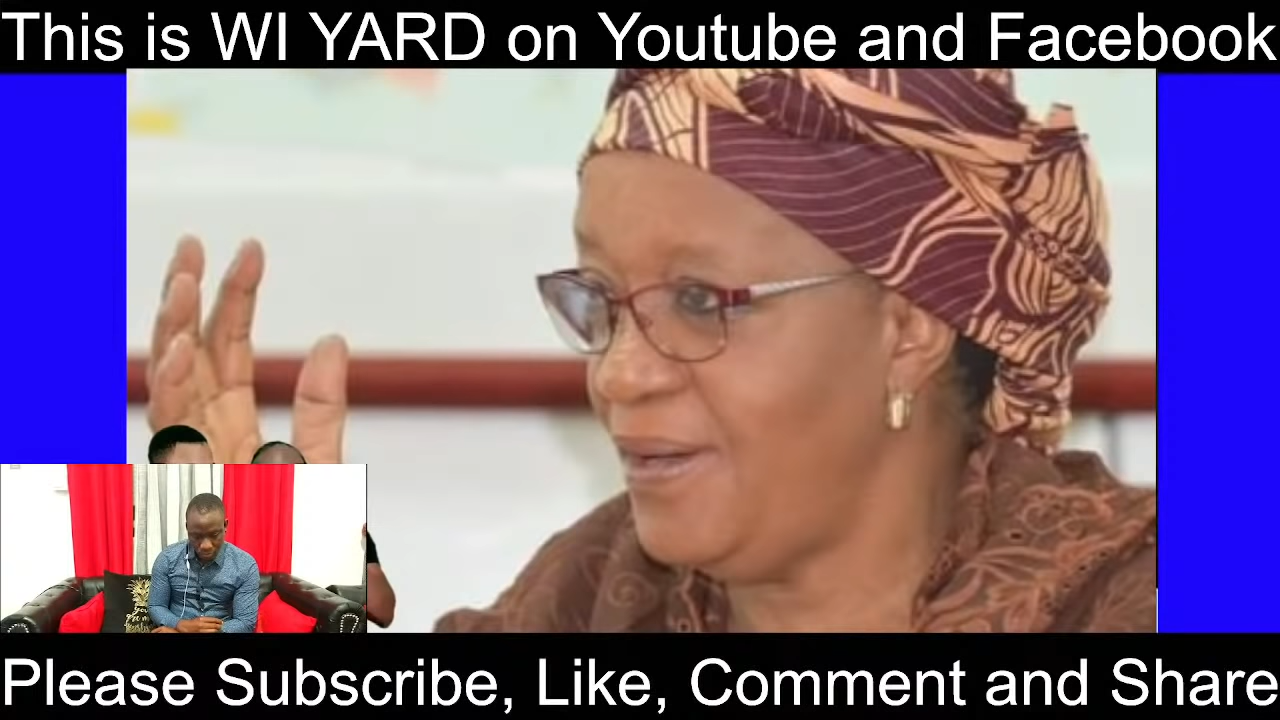 This is WI YARD on Youtube and Facebook
Please Subscribe, Like, Comment and Share